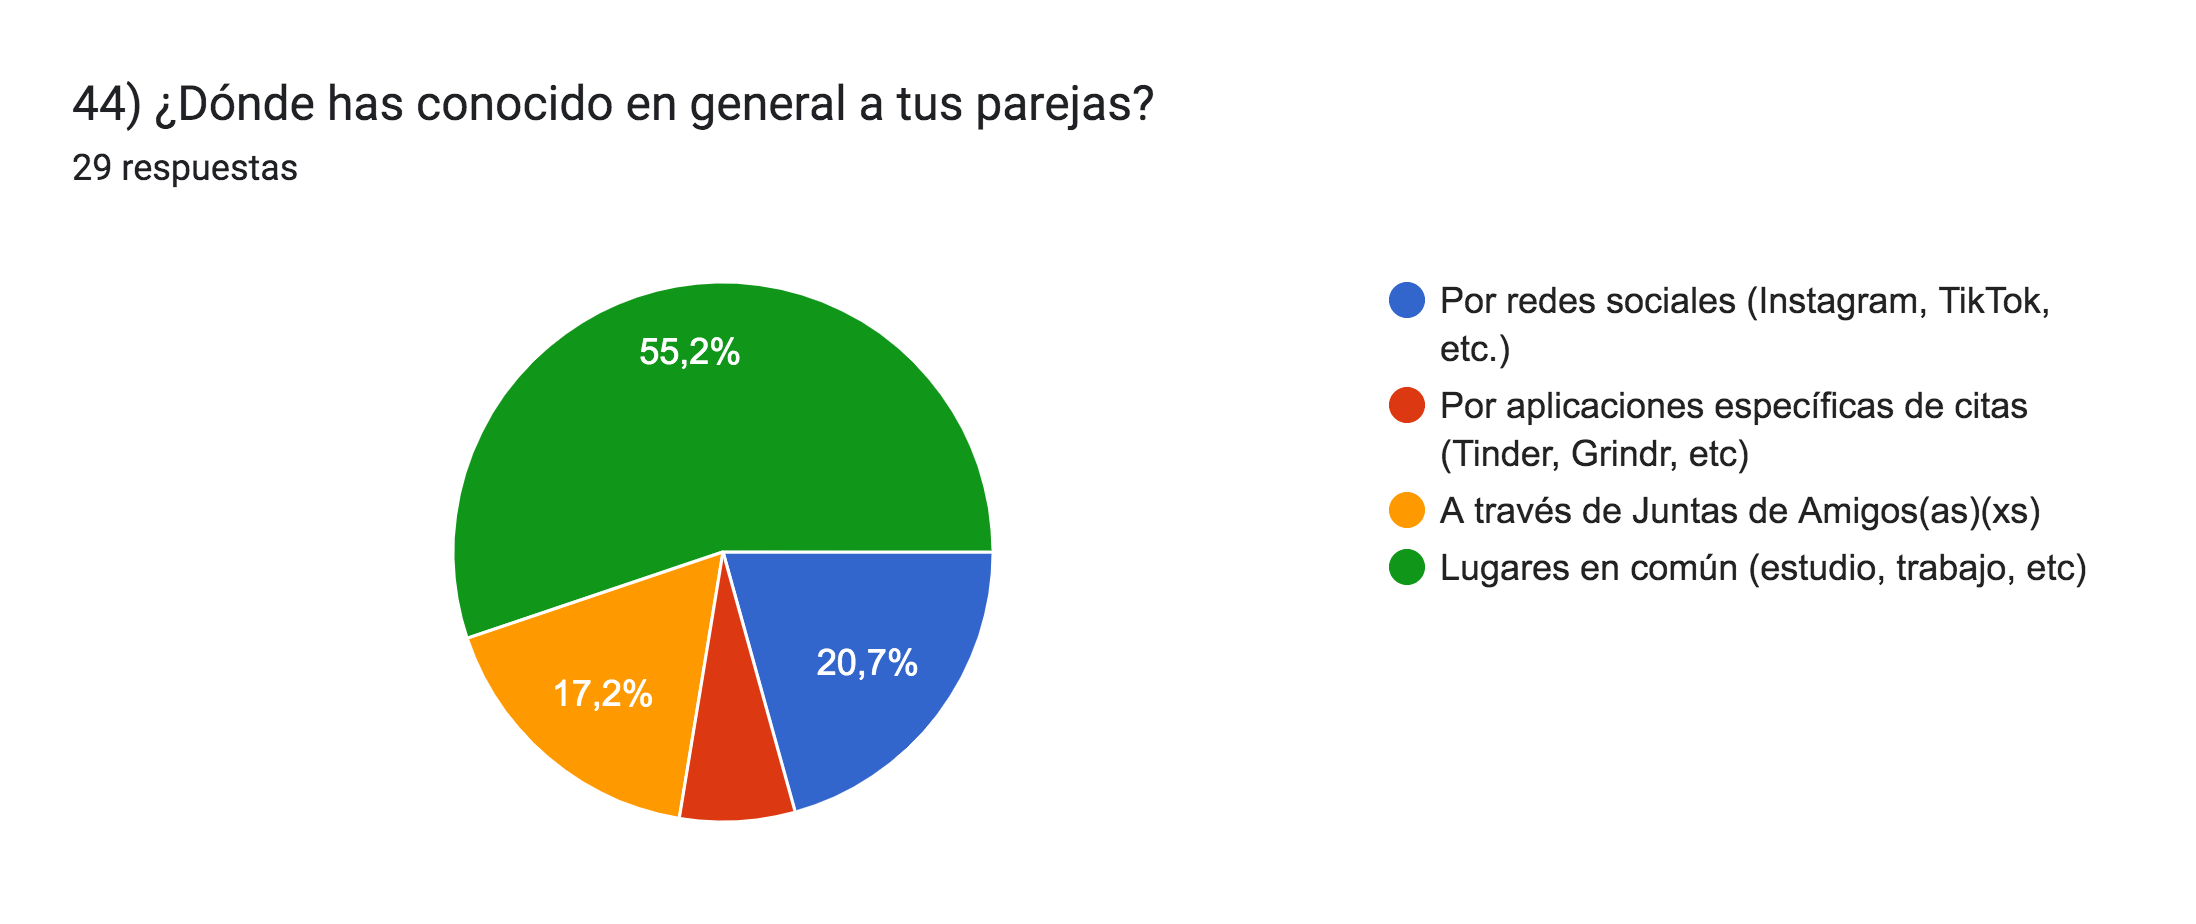 44) ¿Dónde has conocido en general a tus parejas?
29 respuestas
55,2%
20,7%
17,2%
Por redes sociales (Instagram, TikTok,
etc.)
Por aplicaciones específicas de citas
(Tinder, Grindr, etc)
A través de Juntas de Amigos(as)(xs)
Lugares en común (estudio, trabajo, etc)